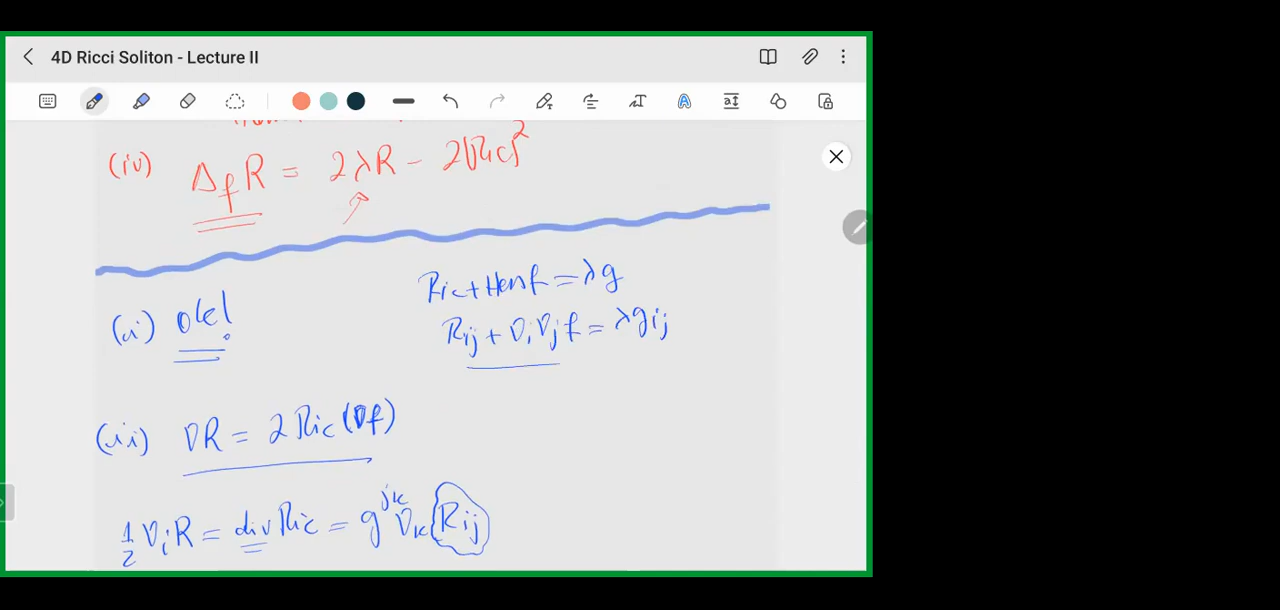 4D Ricci Soliton - Lecture II
(iv) Δ_f R = 2λR - 2|Ric|²
Ric + Hess f = λg
(i) ok!
R_ij + ∇_i ∇_j f = λg_ij
(ii) ∇R = 2 Ric(∇f)
½ ∇_i R = div Ric = g^{jk} ∇_k R_ij